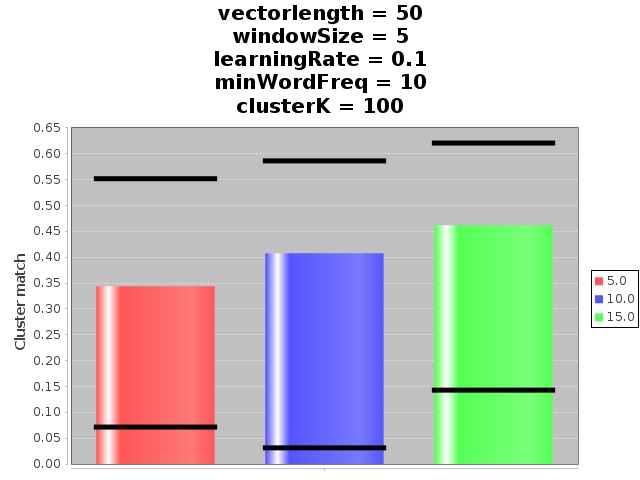 vectorlength = 50
windowSize = 5
learningRate = 0.1
minWordFreq = 10
clusterK = 100
0.65
0.60
0.55
0.50
0.45
0.40
0.35
0.30
0.25
0.20
0.15
0.10
0.05
0.00
Cluster match
5.0
10.0
15.0